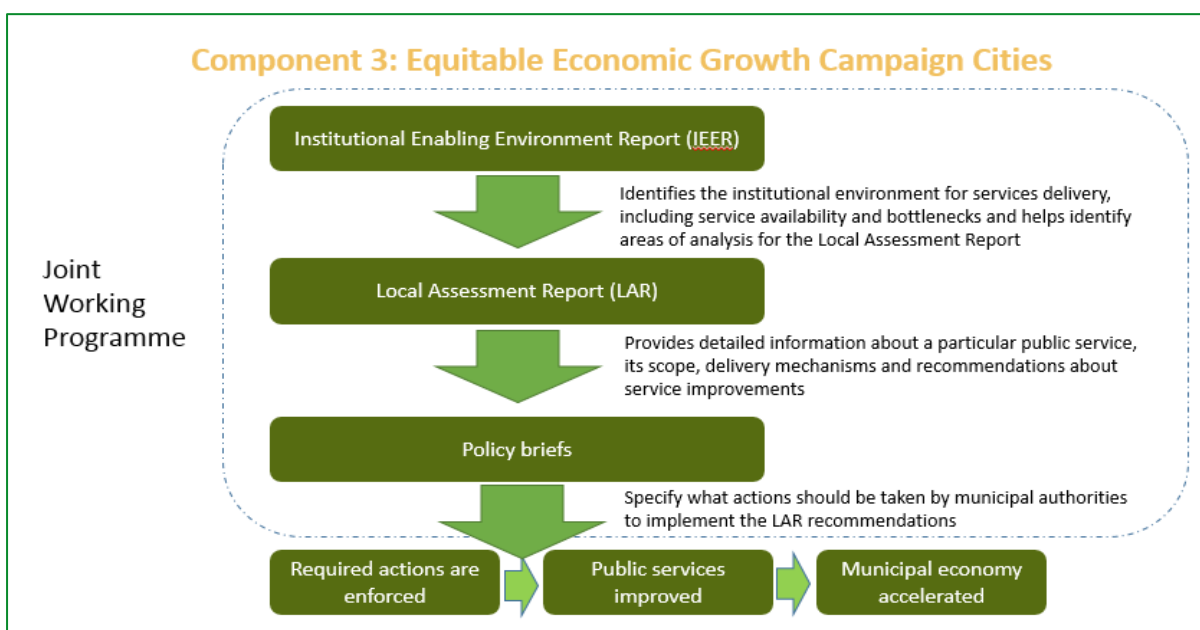 Component 3: Equitable Economic Growth Campaign Cities
Institutional Enabling Environment Report (IEER)
Identifies the institutional environment for services delivery,
including service availability and bottlenecks and helps identify
areas of analysis for the Local Assessment Report
Joint
Working
Programme
Local Assessment Report (LAR)
Provides detailed information about a particular public service,
its scope, delivery mechanisms and recommendations about
service improvements
Policy briefs
Specify what actions should be taken by municipal authorities
to implement the LAR recommendations
Required actions are
enforced
Public services
improved
Municipal economy
accelerated